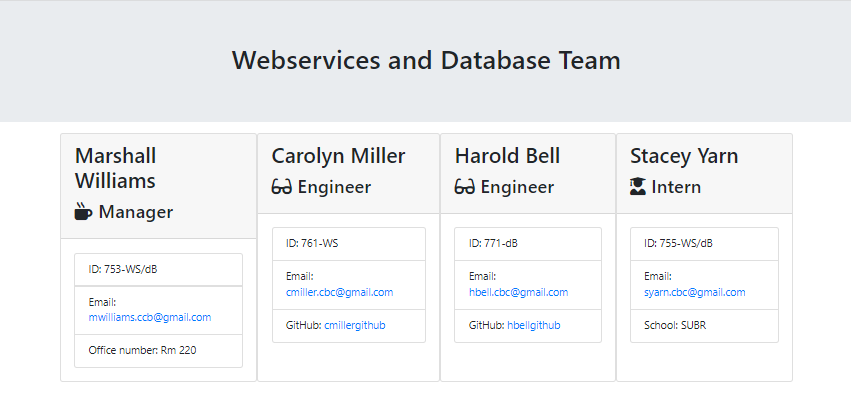 Webservices and Database Team
Marshall
Williams
Manager
ID: 753-WS/dB
Email:
mwilliams.ccb@gmail.com
Office number: Rm 220
Carolyn Miller
Engineer
ID: 761-WS
Email:
cmiller.cbc@gmail.com
GitHub: cmillergithub
Harold Bell
Engineer
ID: 771-dB
Email:
hbell.cbc@gmail.com
GitHub: hbellgithub
Stacey Yarn
Intern
ID: 755-WS/dB
Email:
syarn.cbc@gmail.com
School: SUBR